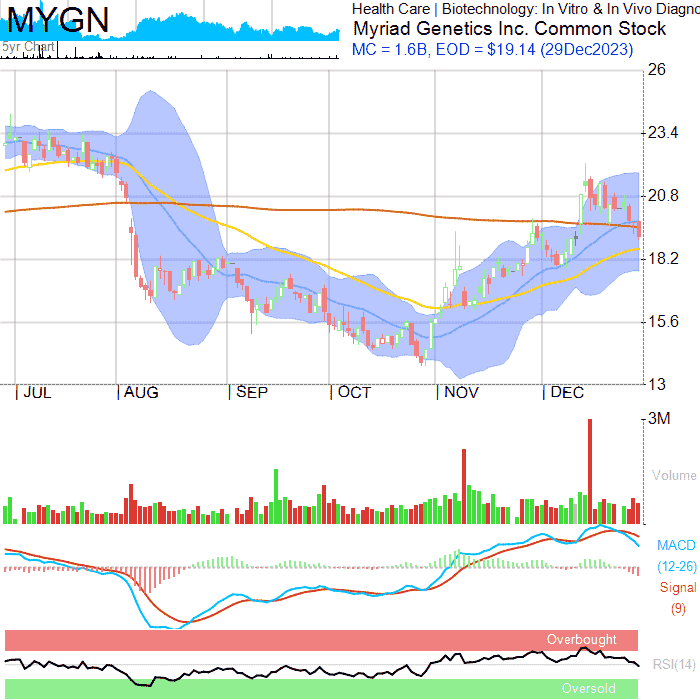 MYGN
5yr Chart
Health Care | Biotechnology: In Vitro & In Vivo Diagno
Myriad Genetics Inc. Common Stock
MC = 1.6B, EOD = $19.14 (29Dec2023)
26
23.4
20.8
18.2
15.6
13
JUL AUG SEP OCT NOV DEC
3M
Volume
MACD
(12-26)
Signal
(9)
Overbought
RSI(14)
Oversold